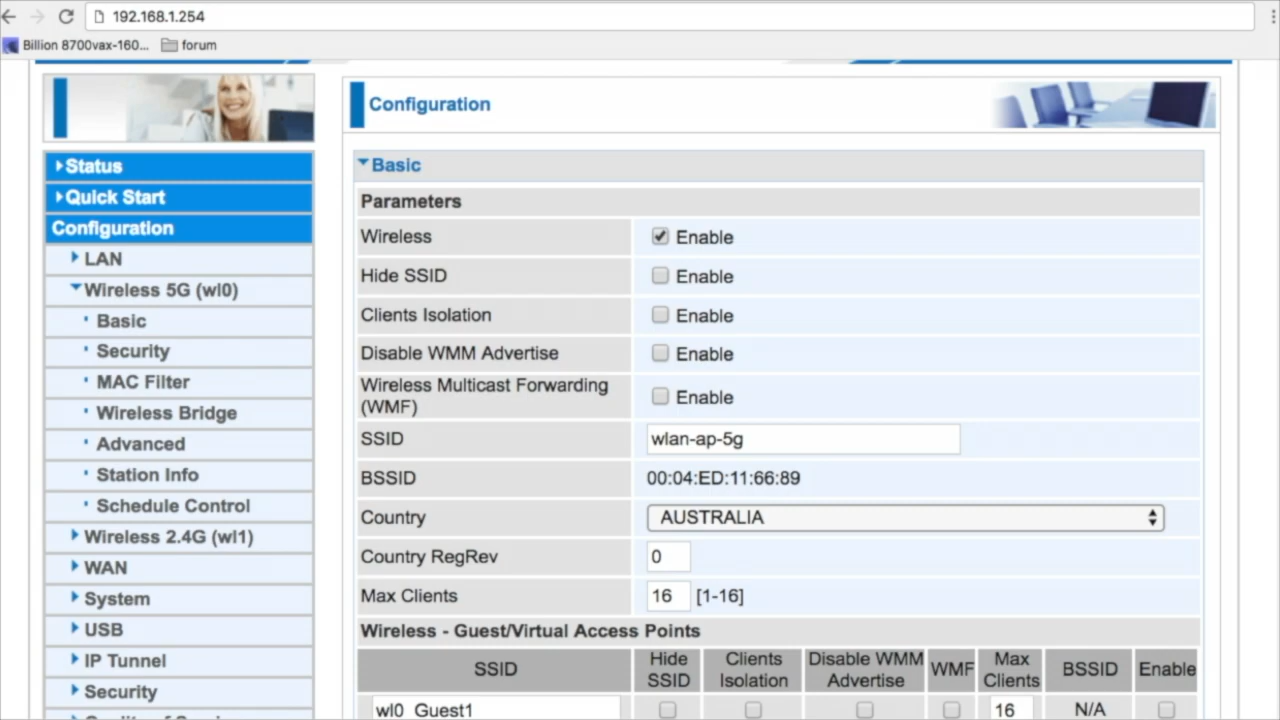 192.168.1.254
Billion 8700vax-160... forum
Configuration
Status
Quick Start
Configuration
LAN
Wireless 5G (wl0)
Basic
Security
MAC Filter
Wireless Bridge
Advanced
Station Info
Schedule Control
Wireless 2.4G (wl1)
WAN
System
USB
IP Tunnel
Security
Basic
Parameters
Wireless Enable
Hide SSID Enable
Clients Isolation Enable
Disable WMM Advertise Enable
Wireless Multicast Forwarding
(WMF) Enable
SSID wlan-ap-5g
BSSID 00:04:ED:11:66:89
Country AUSTRALIA
Country RegRev 0
Max Clients 16 [1-16]
Wireless - Guest/Virtual Access Points
SSID Hide SSID Clients Isolation Disable WMM Advertise WMF Max Clients BSSID Enable
wl0_Guest1 16 N/A